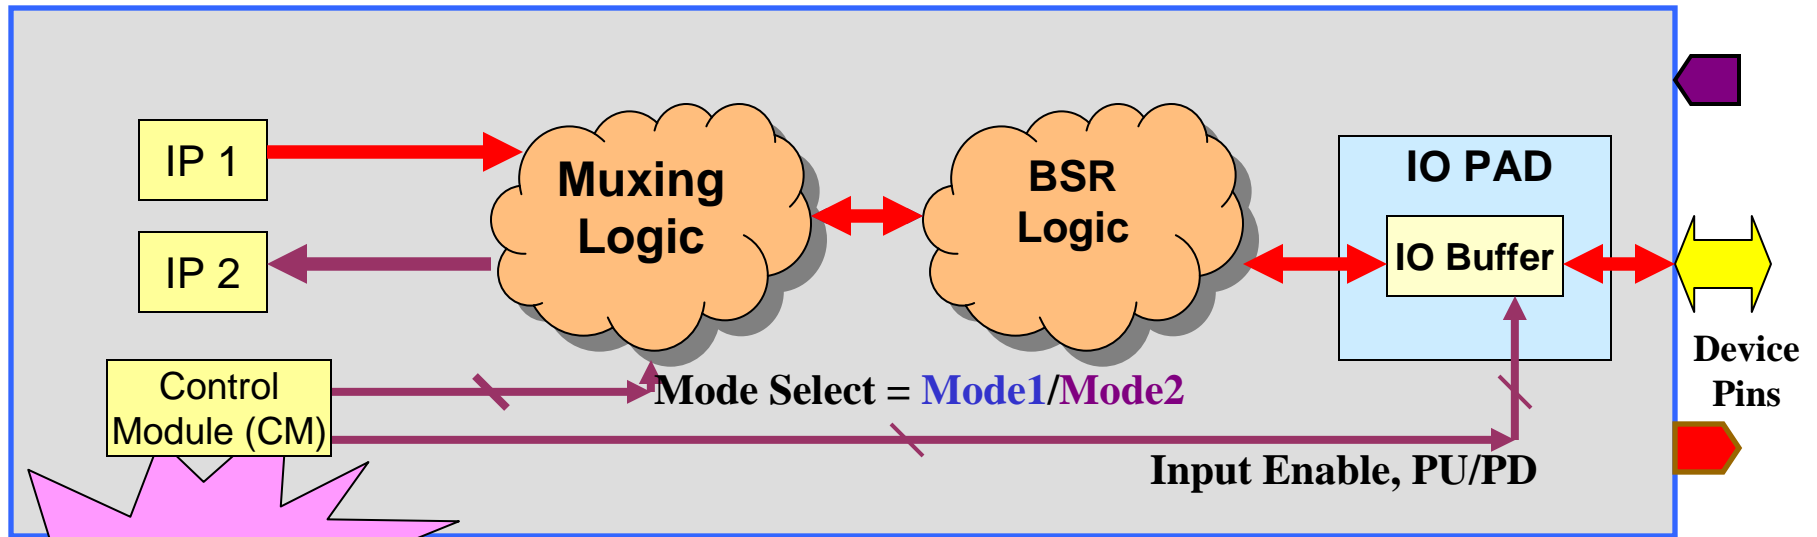 IP 1
Muxing
Logic
BSR
Logic
IO PAD
IO Buffer
IP 2
Device
Pins
Control
Module (CM)
Mode Select = Mode1/Mode2
Input Enable, PU/PD